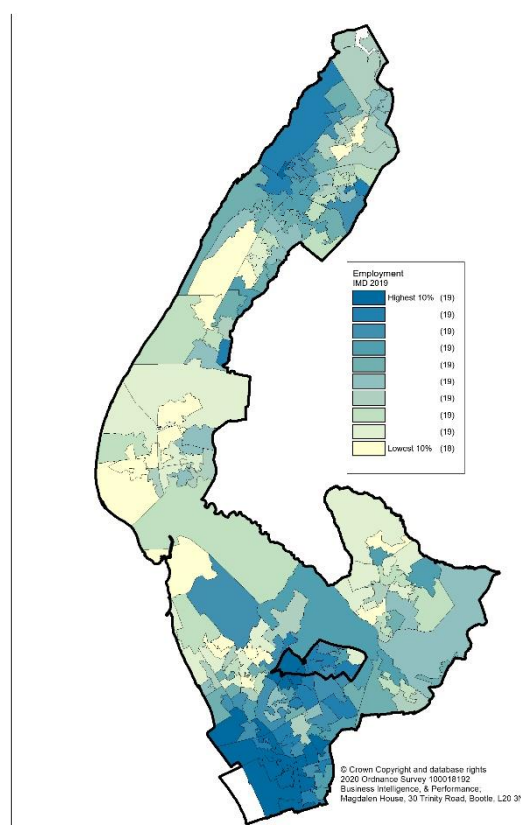 Employment
IMD 2019
Highest 10% (19)
(19)
(19)
(19)
(19)
(19)
(19)
(19)
(19)
Lowest 10% (18)
© Crown Copyright and database rights
2020 Ordnance Survey 100018192
Business Intelligence, & Performance,
Magdalen House, 30 Trinity Road, Bootle, L20